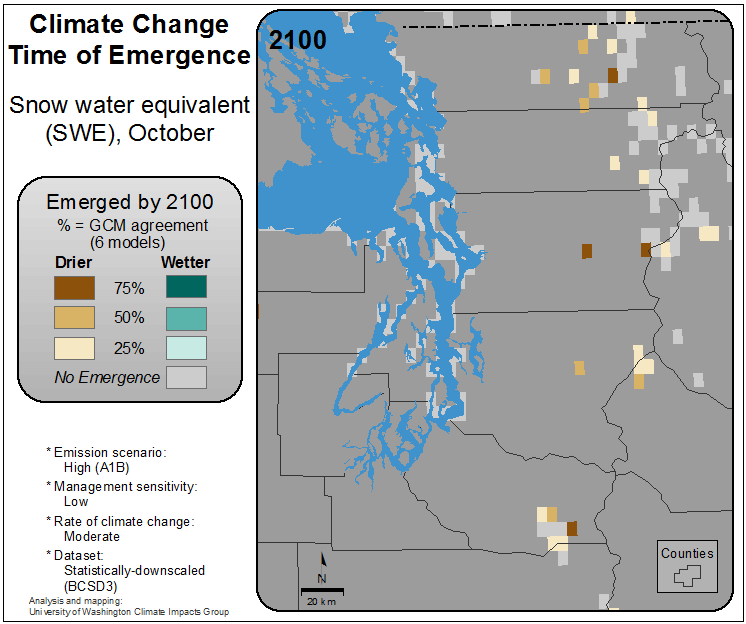 Climate Change
Time of Emergence
Snow water equivalent
(SWE), October
Emerged by 2100
% = GCM agreement
(6 models)
Drier Wetter
75%
50%
25%
No Emergence
* Emission scenario:
High (A1B)
* Management sensitivity:
Low
* Rate of climate change:
Moderate
* Dataset:
Statistically-downscaled
(BCSD3)
Analysis and mapping:
University of Washington Climate Impacts Group
2100
N
20 km
Counties